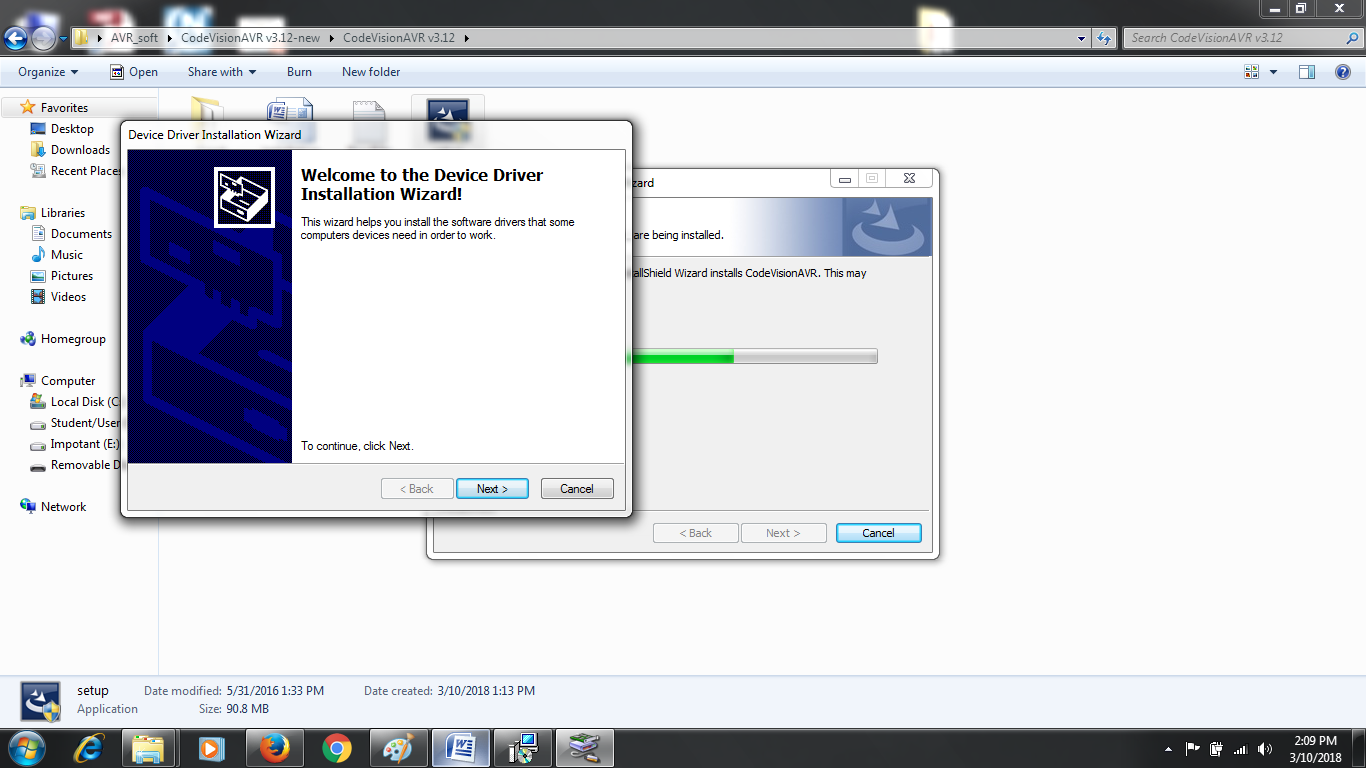 AVR_soft
CodeVisionAVR v3.12-new
CodeVisionAVR v3.12
Search CodeVisionAVR v3.12
Organize
Open
Share with
Burn
New folder
Favorites
Desktop
Downloads
Recent Places
Libraries
Documents
Music
Pictures
Videos
Homegroup
Computer
Local Disk (C
Student/User
Impotant (E:)
Removable D
Network
Device Driver Installation Wizard
Welcome to the Device Driver
Installation Wizard!
This wizard helps you install the software drivers that some
computers devices need in order to work.
To continue, click Next.
< Back
Next >
Cancel
zard
are being installed.
allShield Wizard installs CodeVisionAVR. This may
< Back
Next >
Cancel
setup
Date modified: 5/31/2016 1:33 PM
Date created: 3/10/2018 1:13 PM
Application
Size: 90.8 MB
2:09 PM
3/10/2018